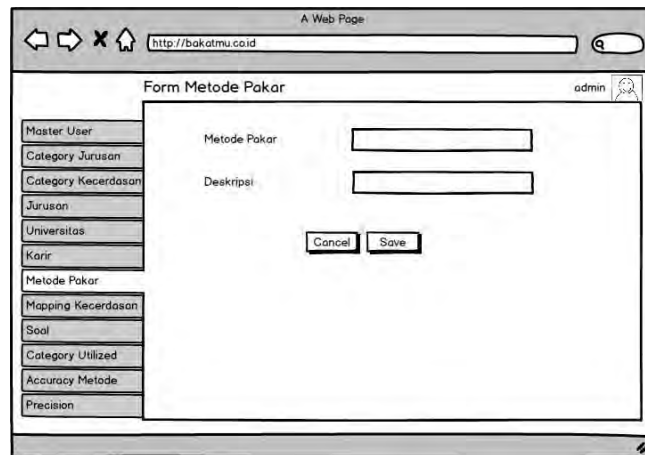 A Web Page
http://bakatmu.co.id
Form Metode Pakar
admin
Master User
Category Jurusan
Category Kecerdasan
Jurusan
Universitas
Karir
Metode Pakar
Mapping Kecerdasan
Soal
Category Utilized
Accuracy Metode
Precision
Metode Pakar
Deskripsi
Cancel Save